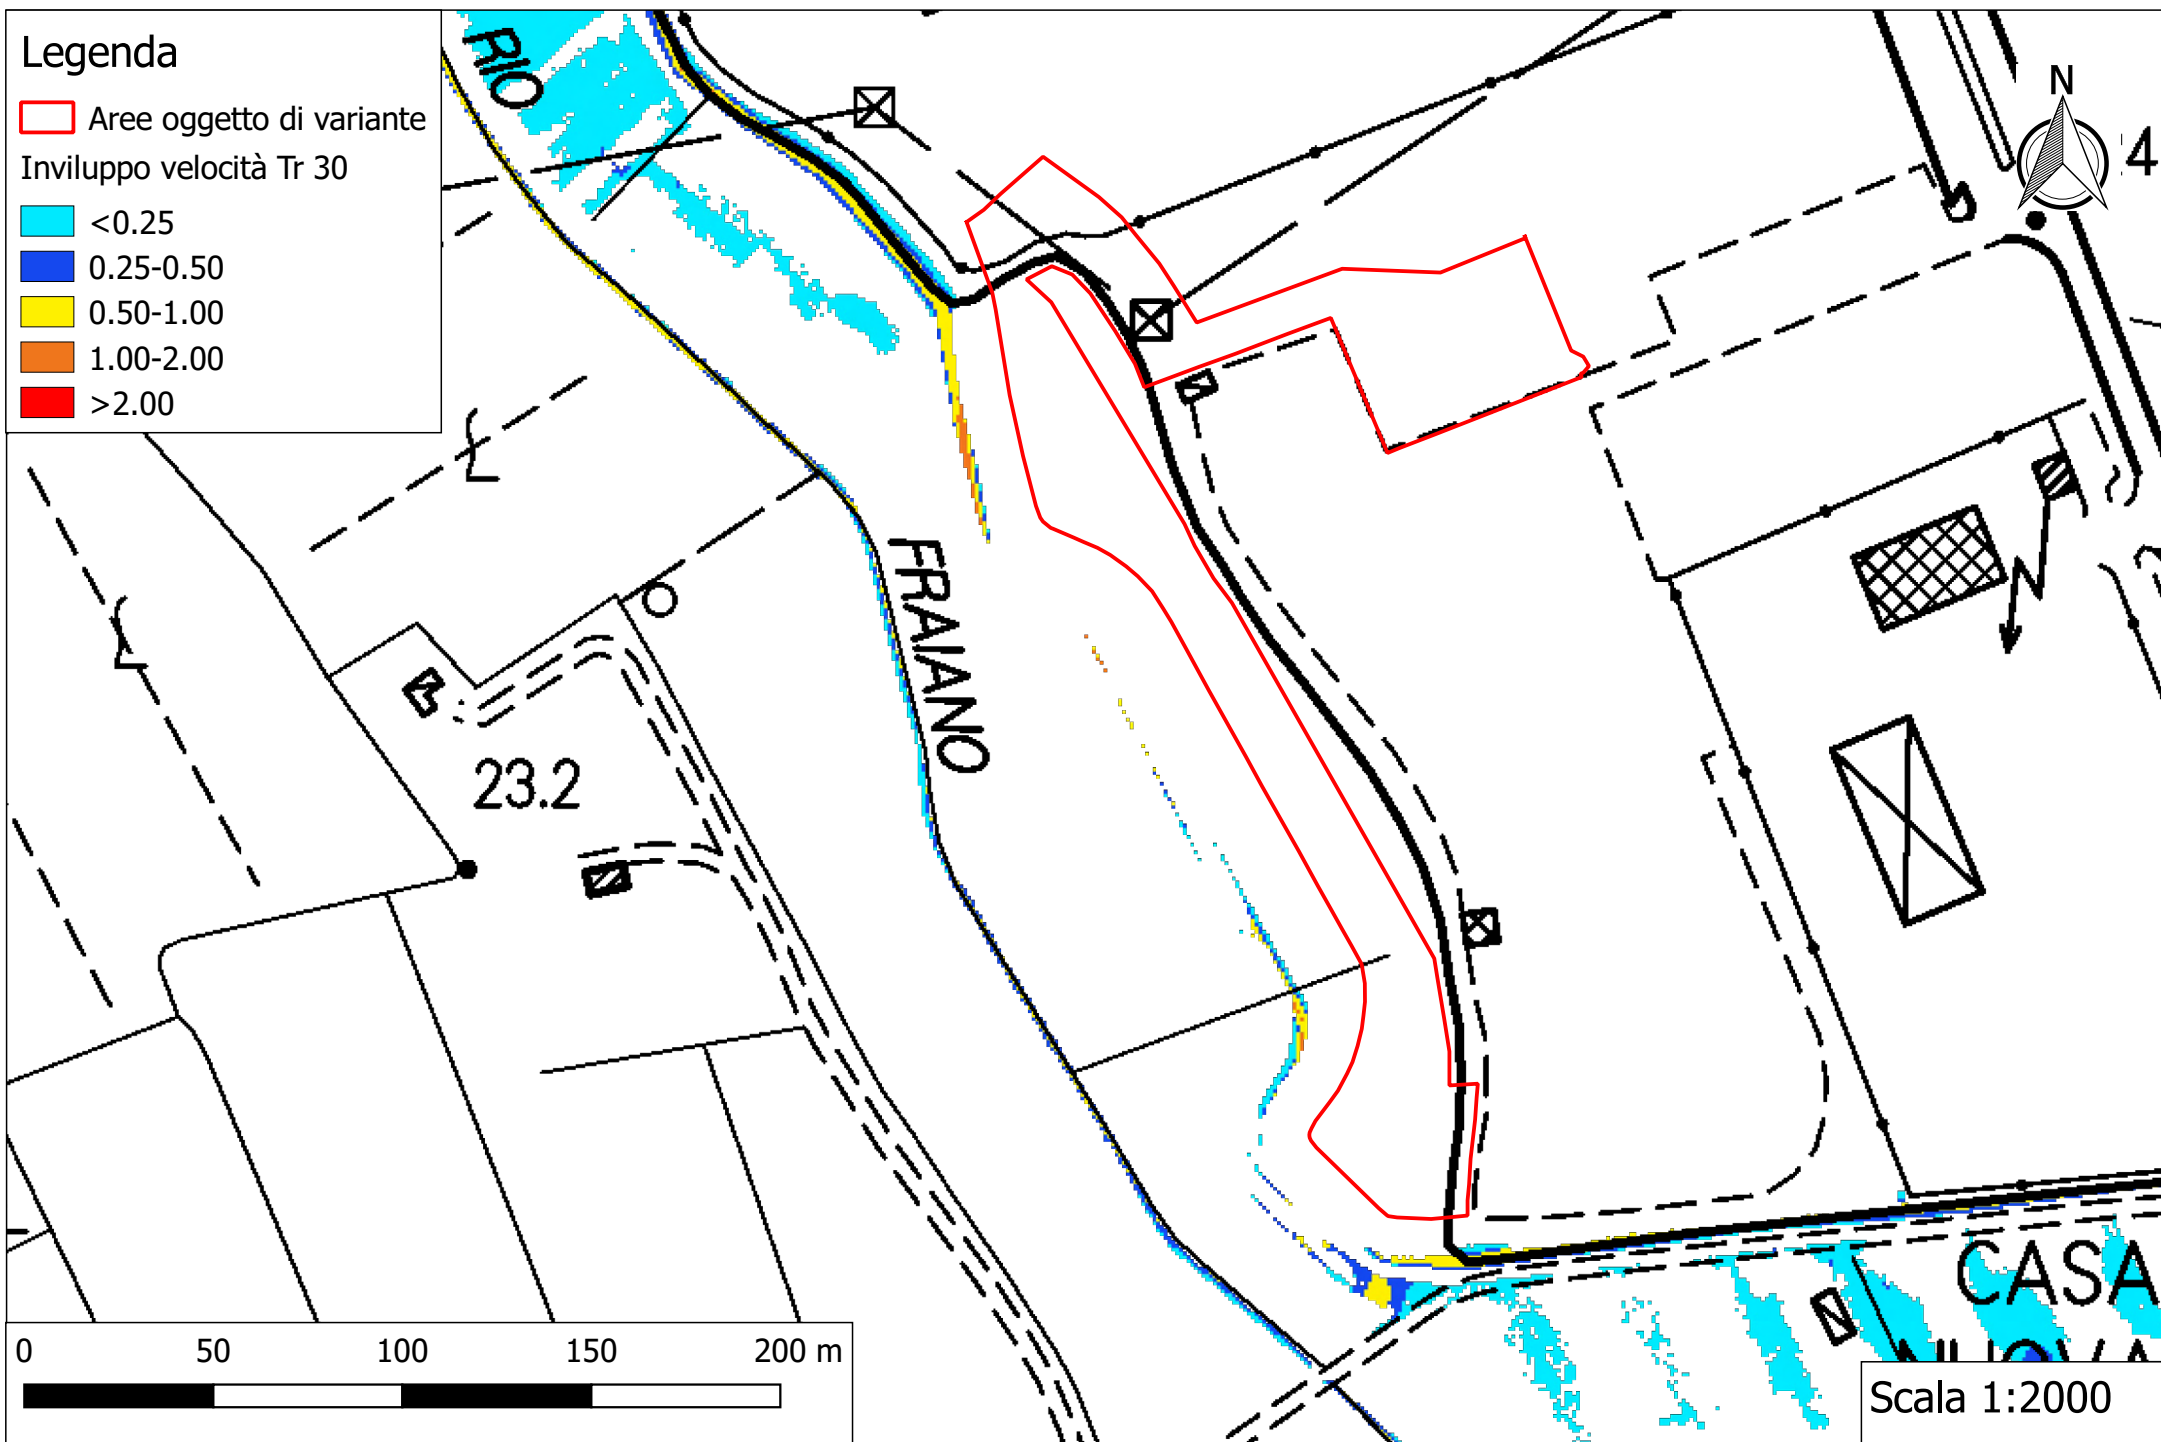 Legenda
Aree oggetto di variante
Inviluppo velocità Tr 30
<0.25
0.25-0.50
0.50-1.00
1.00-2.00
>2.00
RIO
N
4
FRAIANO
23.2
CASA
NUOVA
0 50 100 150 200 m
Scala 1:2000